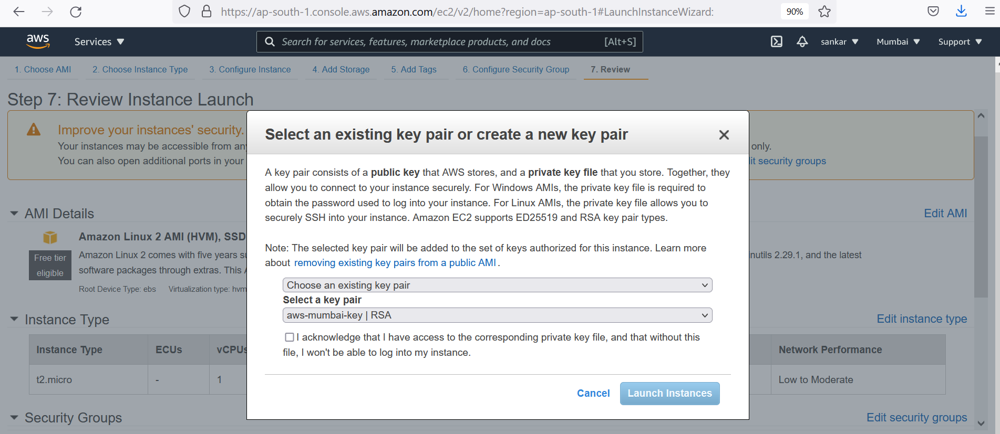 https://ap-south-1.console.aws.amazon.com/ec2/v2/home?region=ap-south-1#LaunchInstanceWizard:
90%
aws
Services
Search for services, features, marketplace products, and docs [Alt+S]
sankar
Mumbai
Support
1. Choose AMI 2. Choose Instance Type 3. Configure Instance 4. Add Storage 5. Add Tags 6. Configure Security Group 7. Review
Step 7: Review Instance Launch
Improve your instances' security.
Your instances may be accessible from any
only.
You can also open additional ports in your
it security groups
Select an existing key pair or create a new key pair
A key pair consists of a public key that AWS stores, and a private key file that you store. Together, they
allow you to connect to your instance securely. For Windows AMIs, the private key file is required to
obtain the password used to log into your instance. For Linux AMIs, the private key file allows you to
securely SSH into your instance. Amazon EC2 supports ED25519 and RSA key pair types.
Note: The selected key pair will be added to the set of keys authorized for this instance. Learn more
about removing existing key pairs from a public AMI.
Choose an existing key pair
Select a key pair
aws-mumbai-key | RSA
I acknowledge that I have access to the corresponding private key file, and that without this
file, I won't be able to log into my instance.
Cancel
Launch Instances
AMI Details
Edit AMI
Amazon Linux 2 AMI (HVM), SSD
Free tier
eligible
Amazon Linux 2 comes with five years su
inutils 2.29.1, and the latest
software packages through extras. This
Root Device Type: ebs Virtualization type: hvm
Instance Type
Edit instance type
Instance Type ECUs vCPUs Network Performance
t2.micro - 1 Low to Moderate
Security Groups
Edit security groups